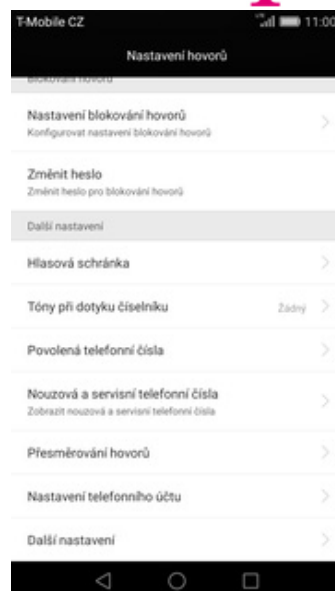 T-Mobile CZ 11:00
Nastavení hovorů
Blokování hovorů
Nastavení blokování hovorů
Konfigurovat nastavení blokování hovorů
Změnit heslo
Změnit heslo pro blokování hovorů
Další nastavení
Hlasová schránka
Tóny při dotyku číselníku Žádný
Povolená telefonní čísla
Nouzová a servisní telefonní čísla
Zobrazit nouzová a servisní telefonní čísla
Přesměrování hovorů
Nastavení telefonního účtu
Další nastavení